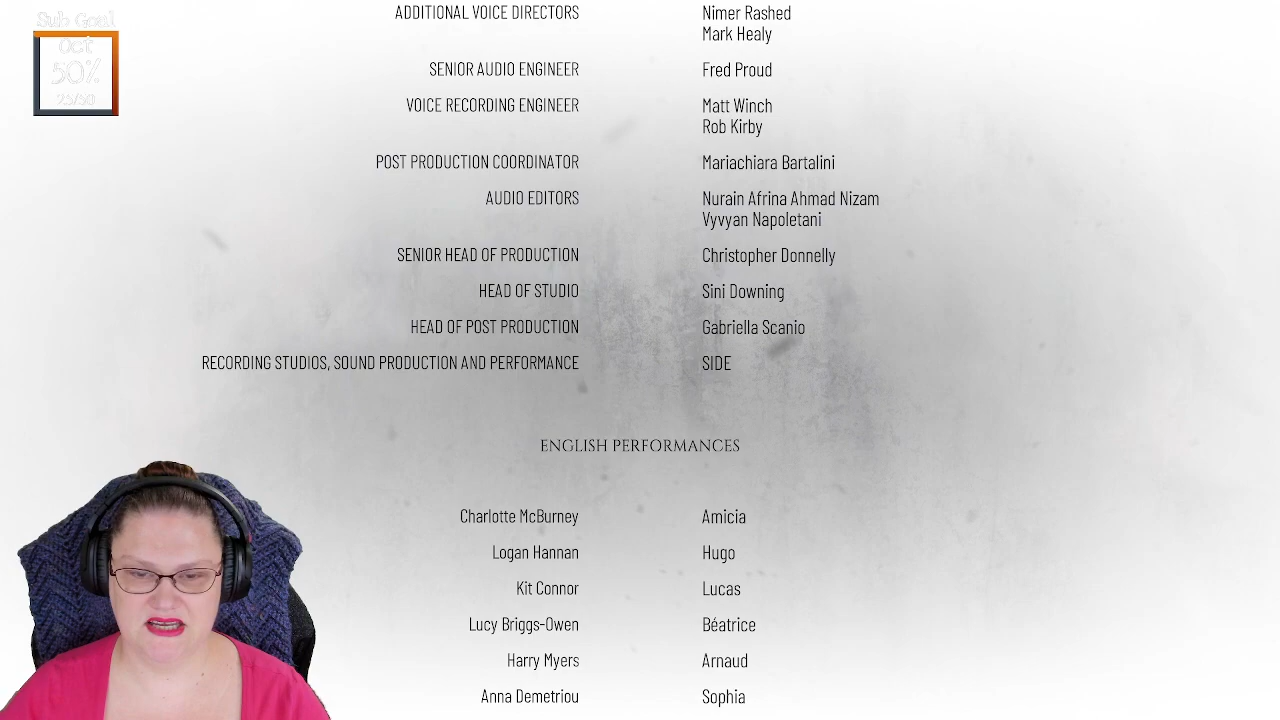 Sub Goal
Oct
50%
25/50
ADDITIONAL VOICE DIRECTORS Nimer Rashed
Mark Healy
SENIOR AUDIO ENGINEER Fred Proud
VOICE RECORDING ENGINEER Matt Winch
Rob Kirby
POST PRODUCTION COORDINATOR Mariachiara Bartalini
AUDIO EDITORS Nurain Afrina Ahmad Nizam
Vyvyan Napoletani
SENIOR HEAD OF PRODUCTION Christopher Donnelly
HEAD OF STUDIO Sini Downing
HEAD OF POST PRODUCTION Gabriella Scanio
RECORDING STUDIOS, SOUND PRODUCTION AND PERFORMANCE SIDE
ENGLISH PERFORMANCES
Charlotte McBurney Amicia
Logan Hannan Hugo
Kit Connor Lucas
Lucy Briggs-Owen Béatrice
Harry Myers Arnaud
Anna Demetriou Sophia